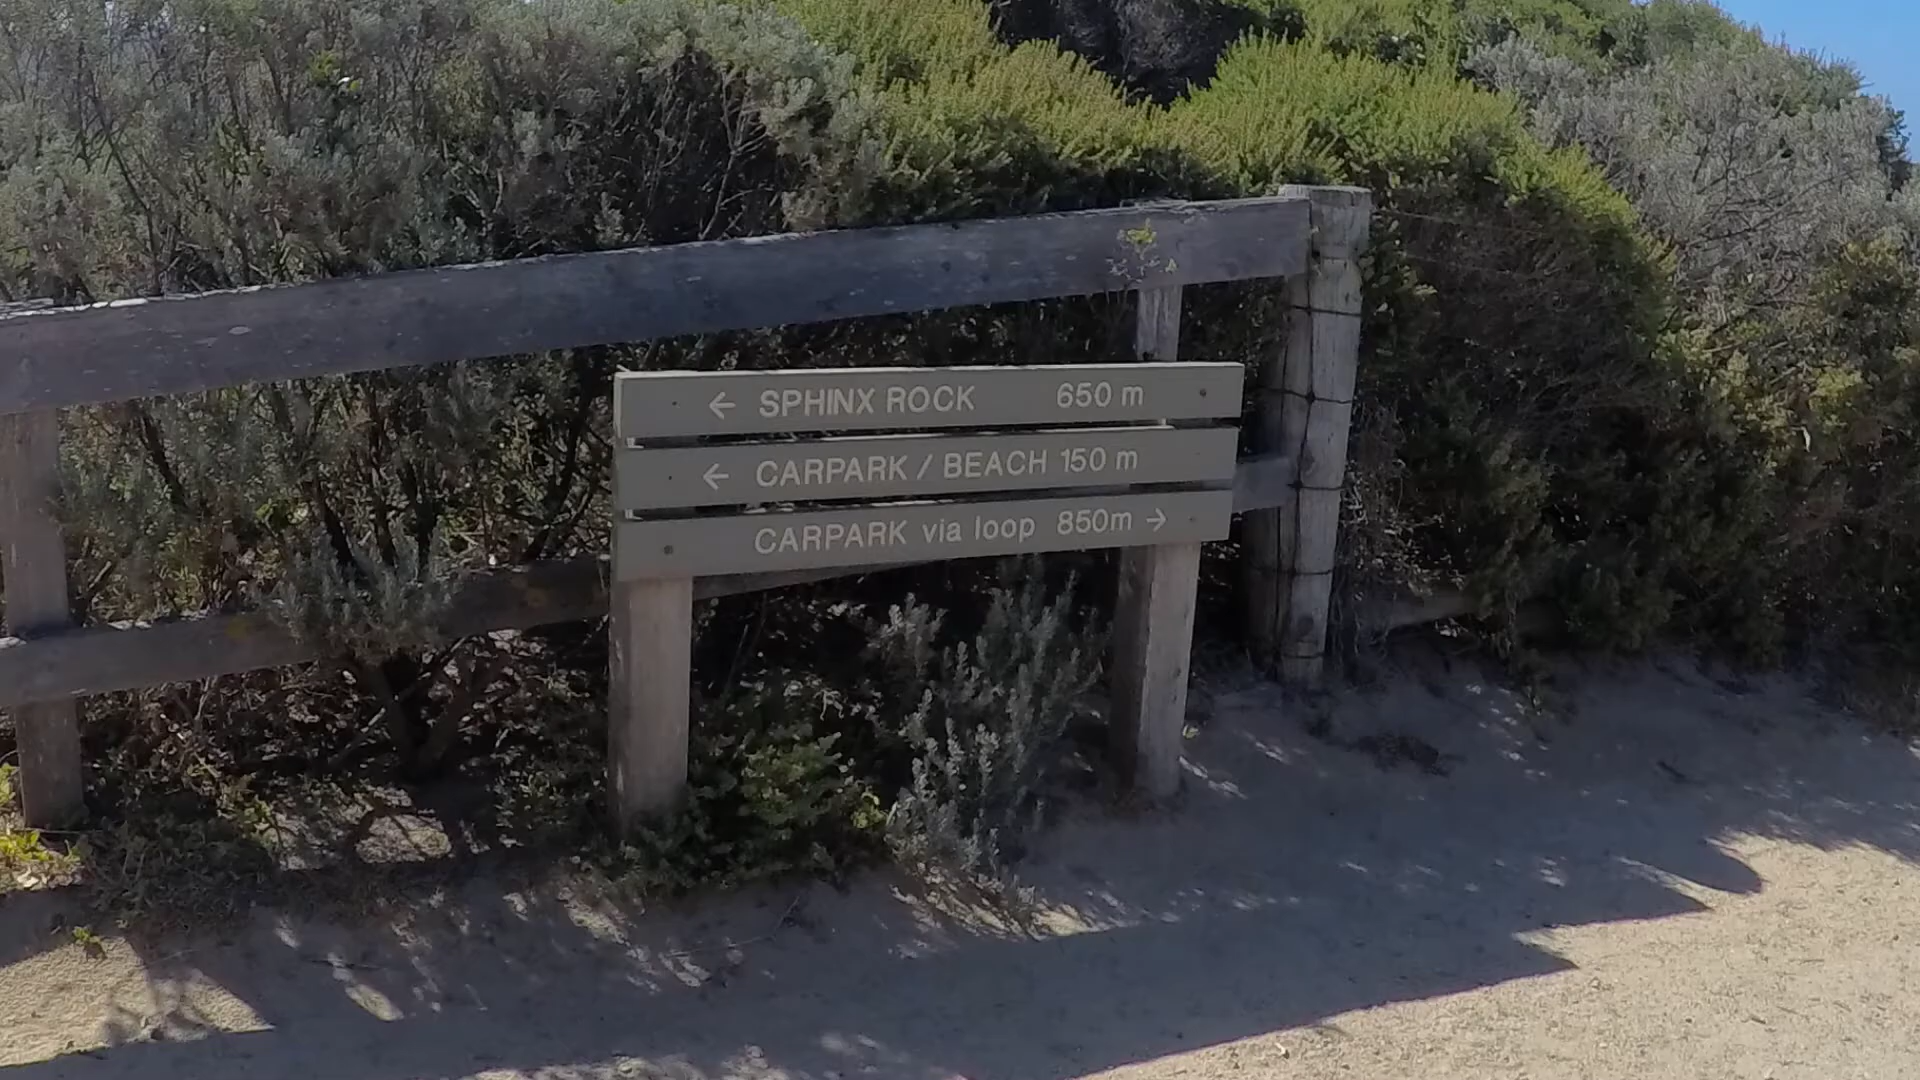 ← SPHINX ROCK 650 m
← CARPARK / BEACH 150 m
CARPARK via loop 850m →